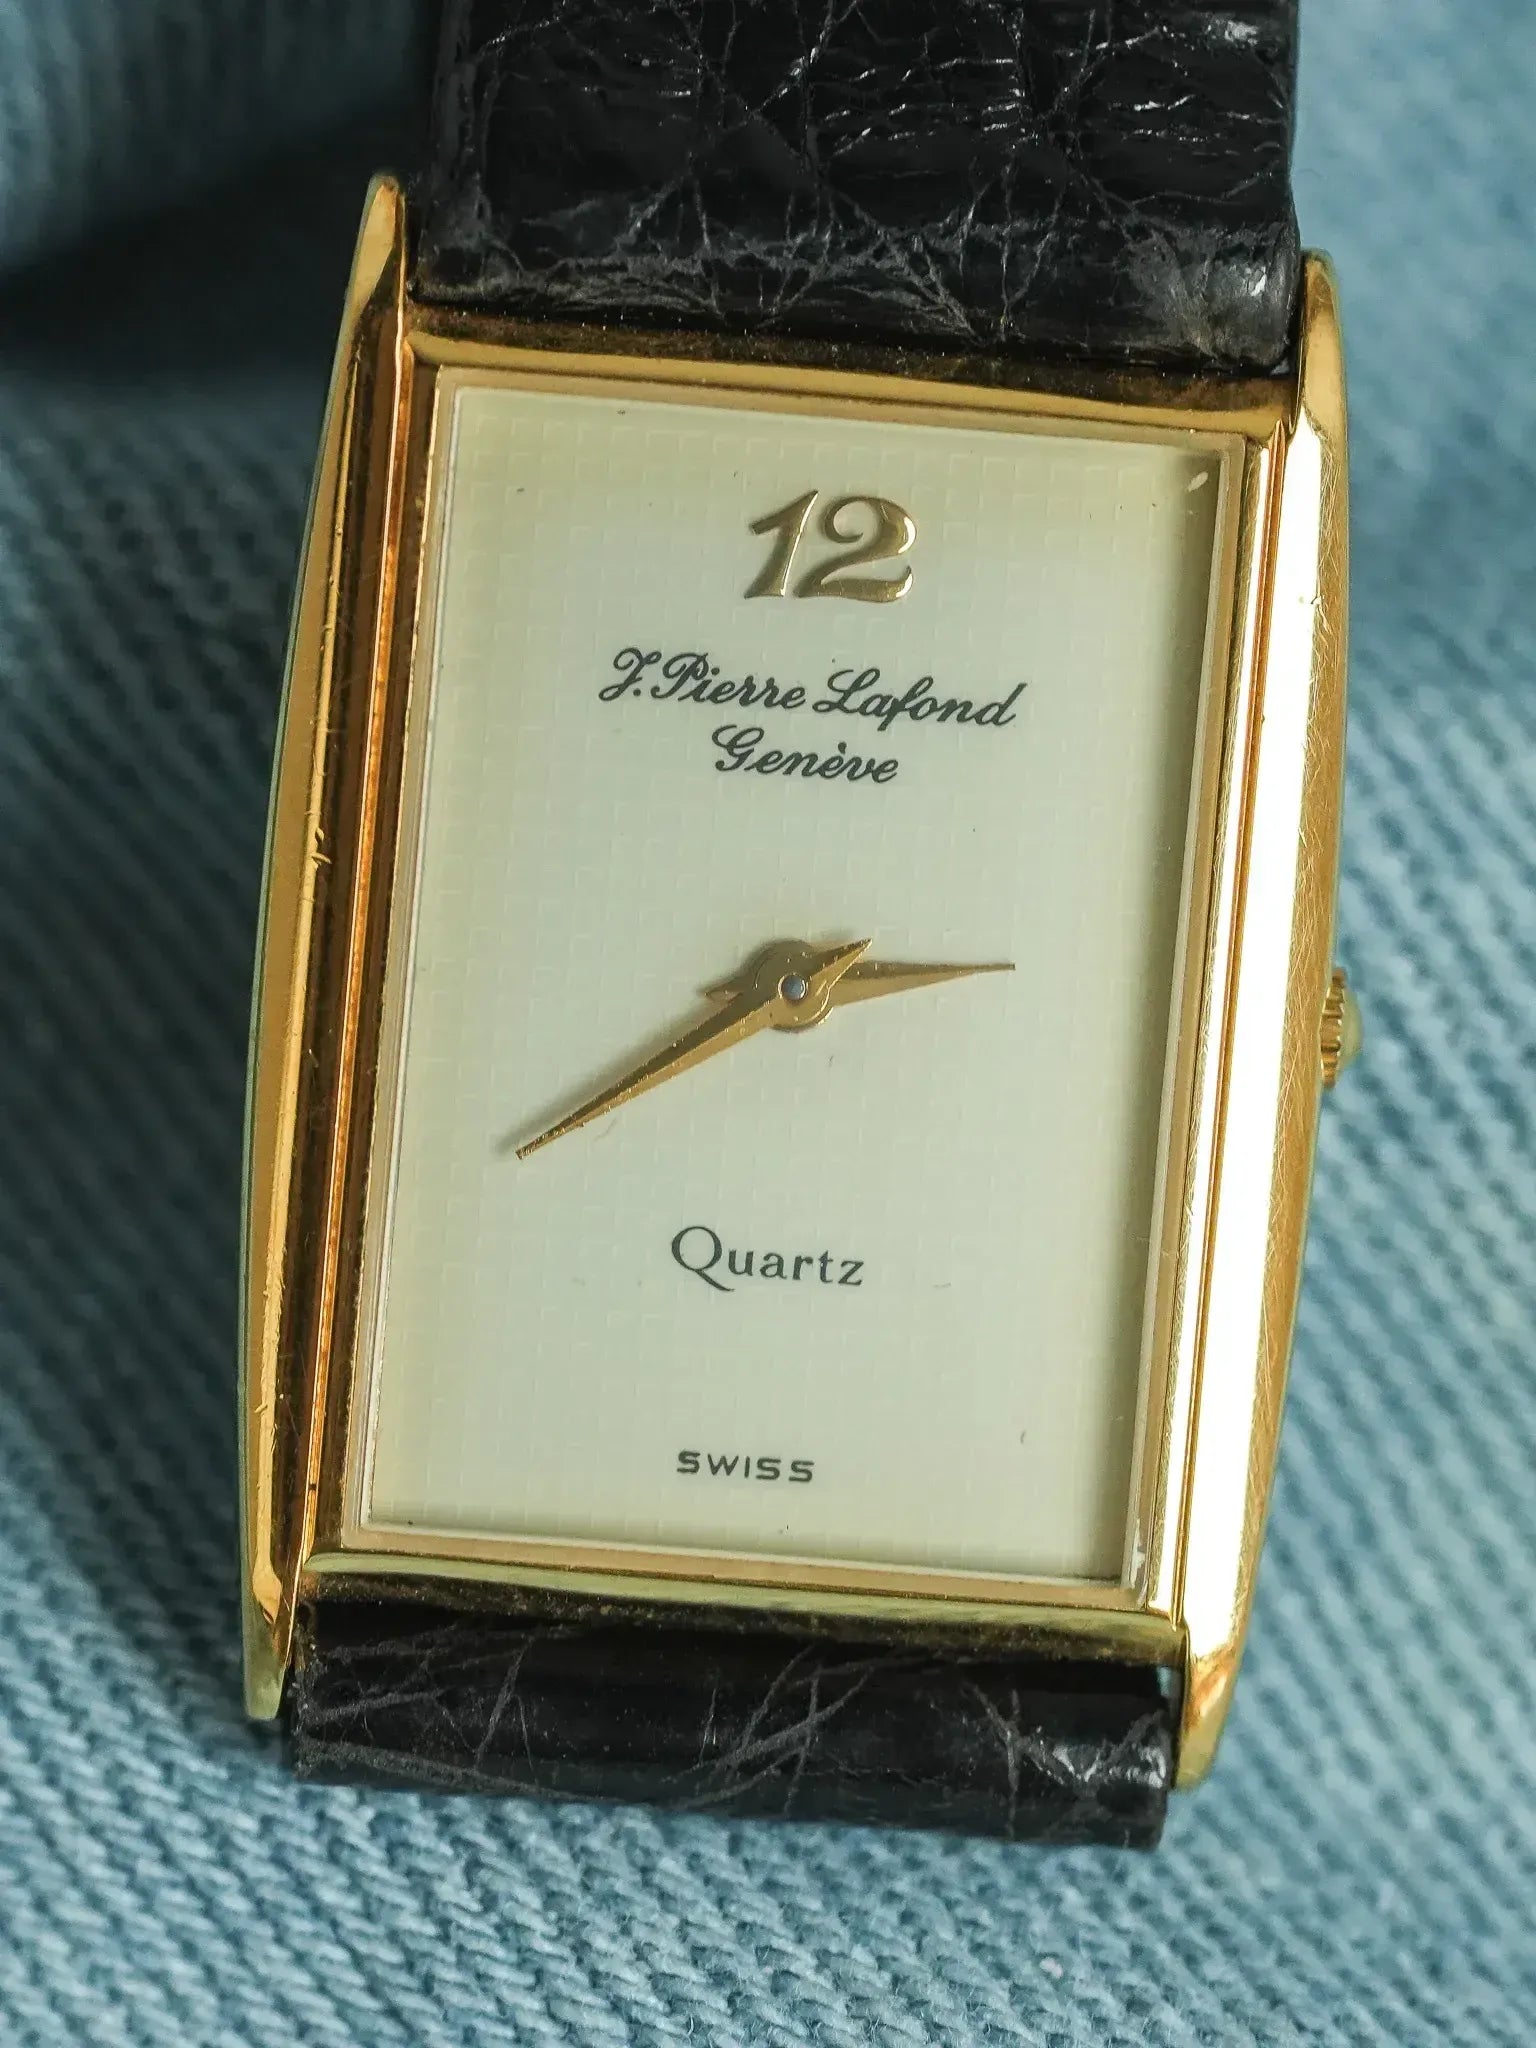 12
J. Pierre Lafond
Genève
Quartz
SWISS